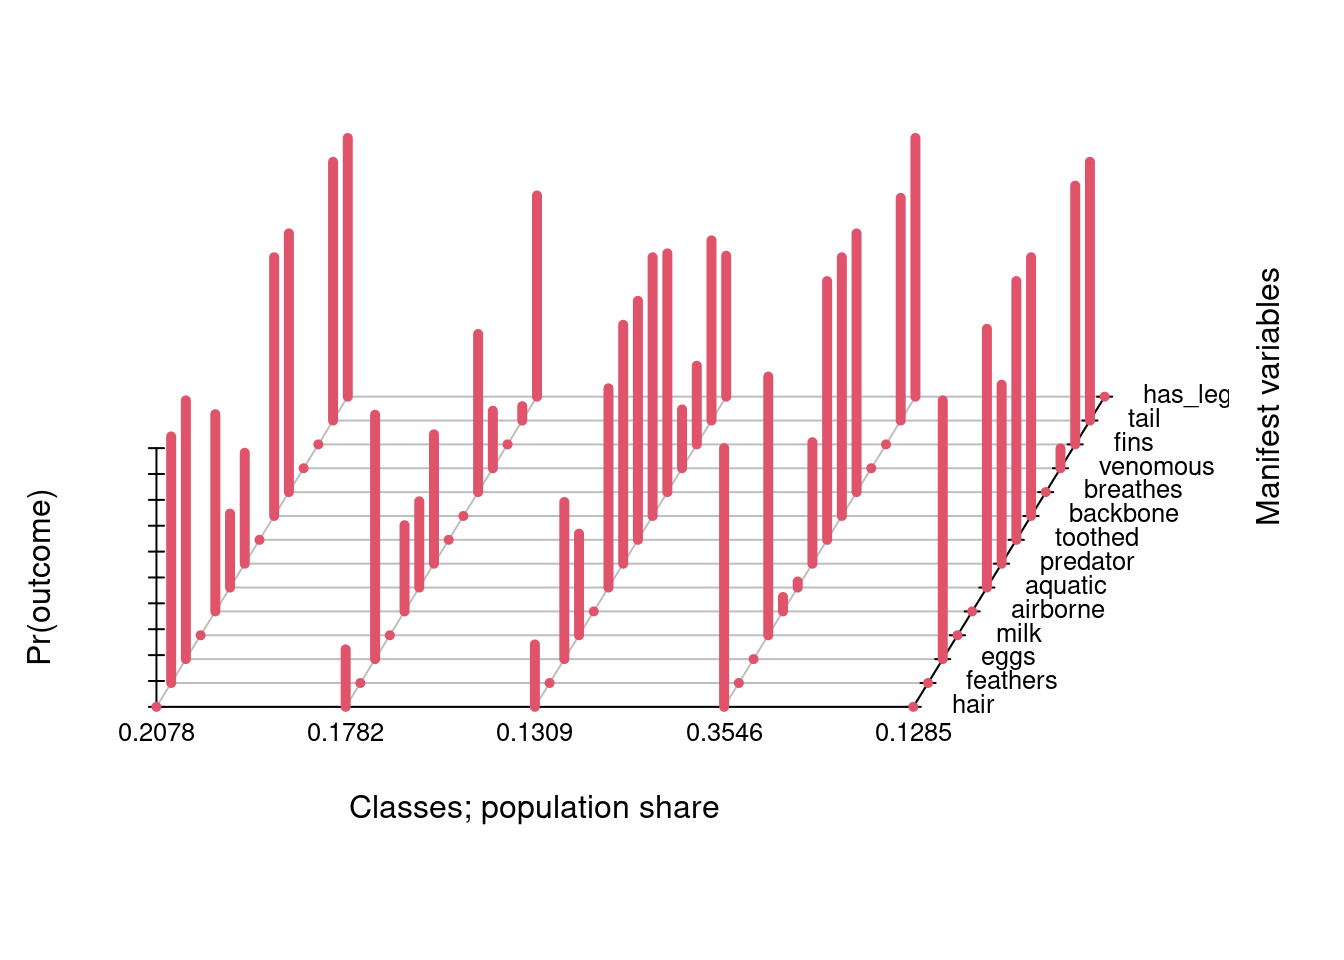 has_leg
tail
fins
venomous
breathes
backbone
toothed
predator
aquatic
airborne
milk
eggs
feathers
hair
Manifest variables
Pr(outcome)
0.2078 0.1782 0.1309 0.3546 0.1285
Classes; population share